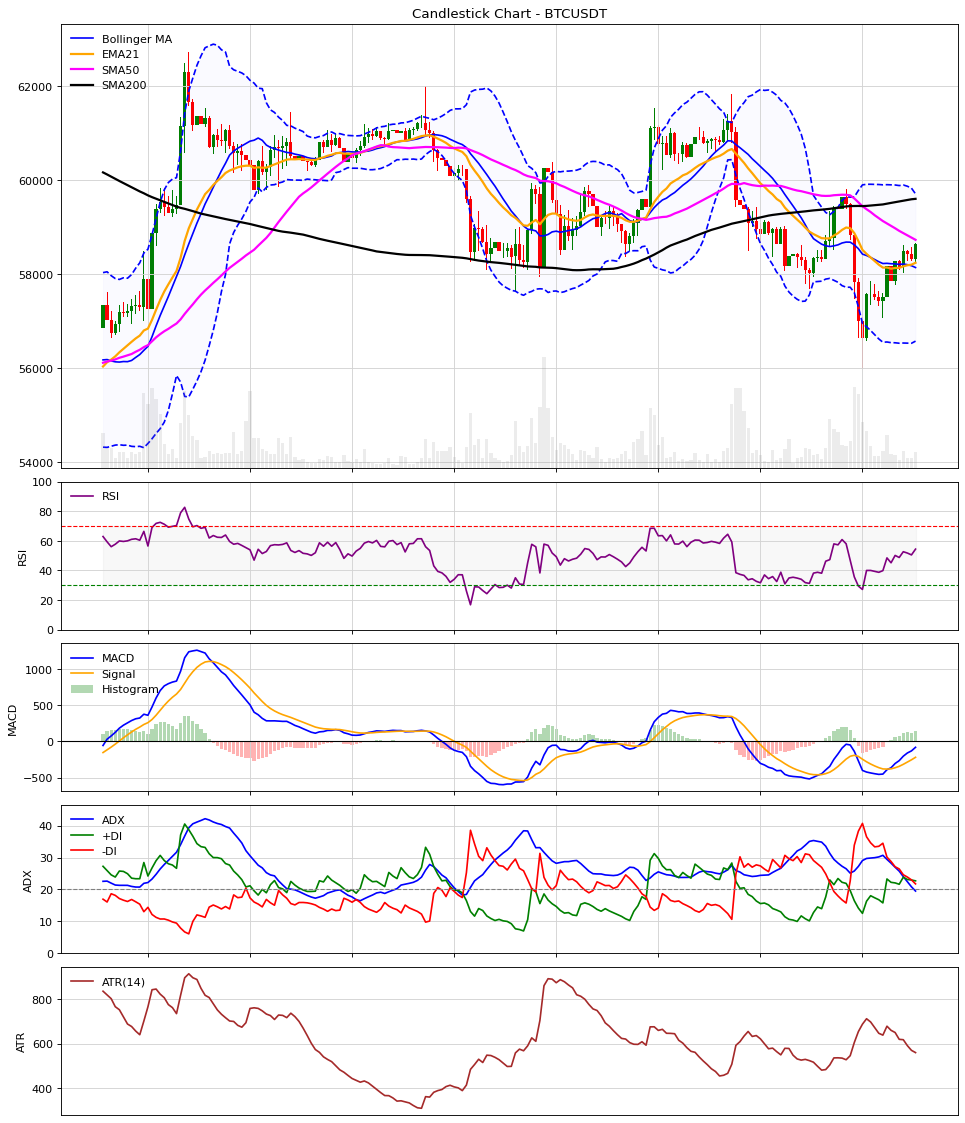 Candlestick Chart - BTCUSDT
Bollinger MA
EMA21
SMA50
SMA200
62000
60000
58000
56000
54000
RSI
100
80
60
40
20
0
RSI
MACD
Signal
Histogram
1000
500
0
−500
MACD
ADX
+DI
-DI
40
30
20
10
0
ADX
ATR(14)
800
600
400
ATR